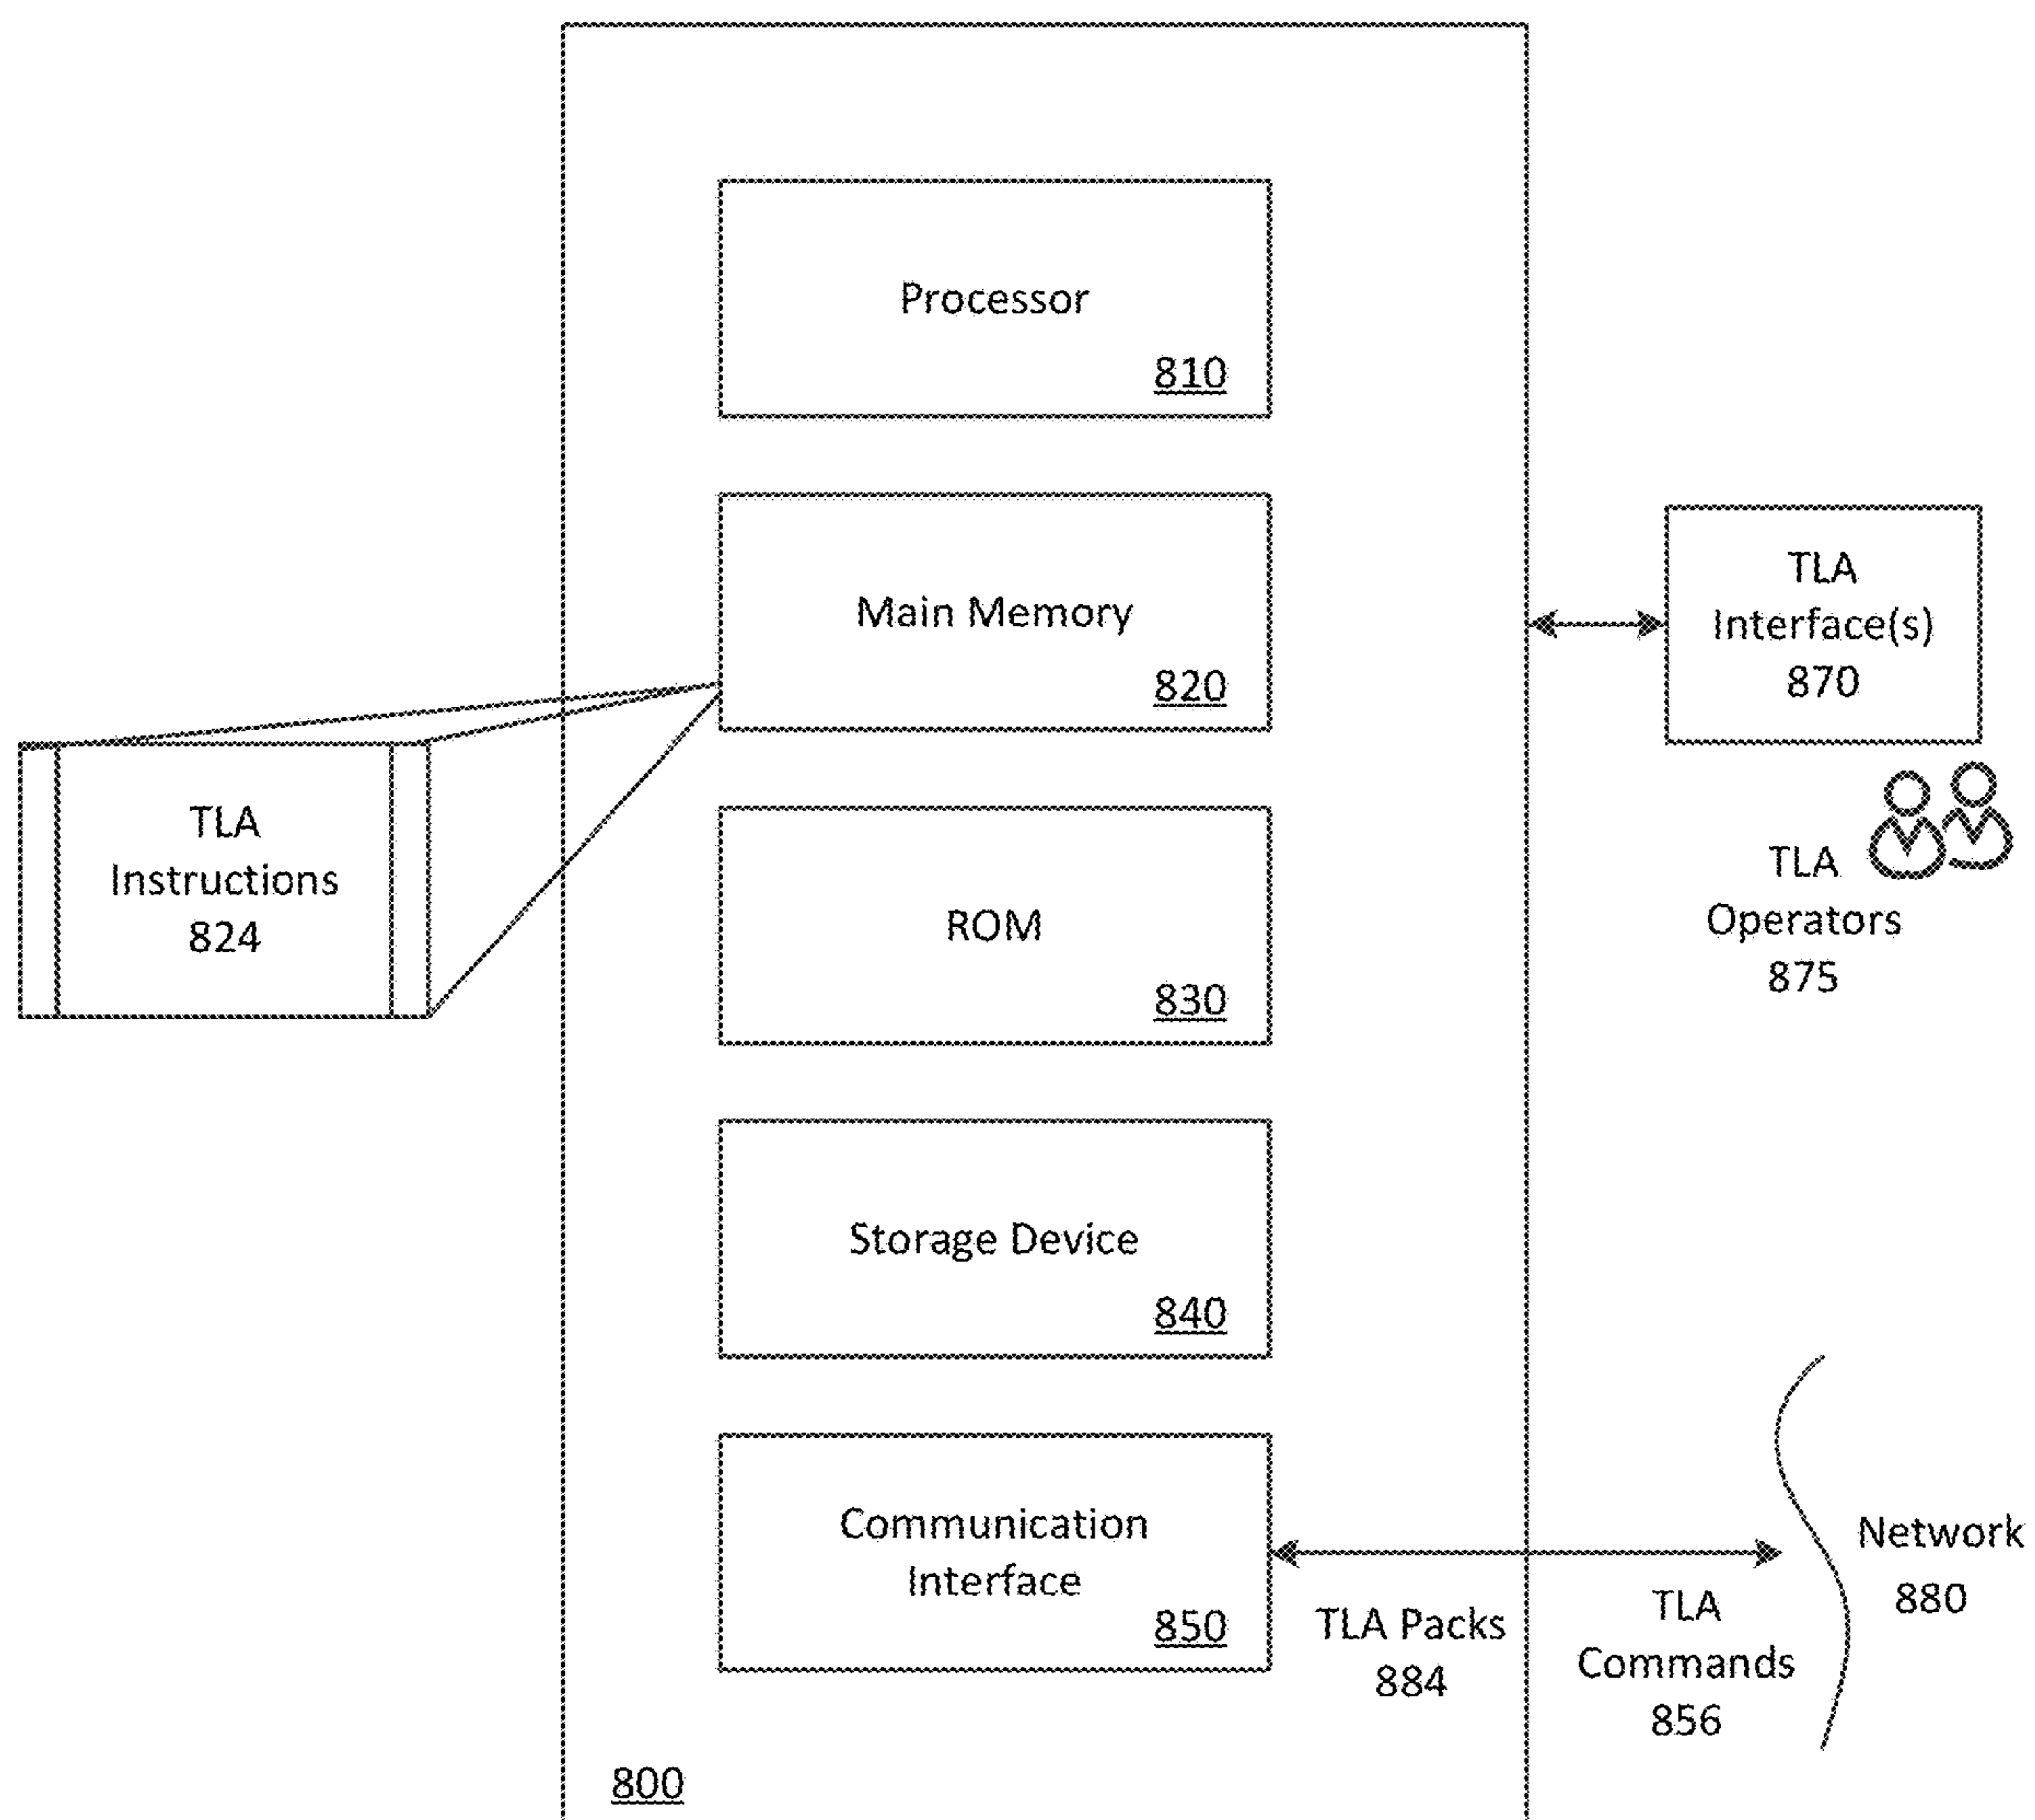 Processor
810
Main Memory
820
TLA
Interface(s)
870
TLA
Instructions
824
ROM
830
TLA
Operators
875
Storage Device
840
Communication
Interface
850
TLA Packs
884
TLA
Commands
856
Network
880
800